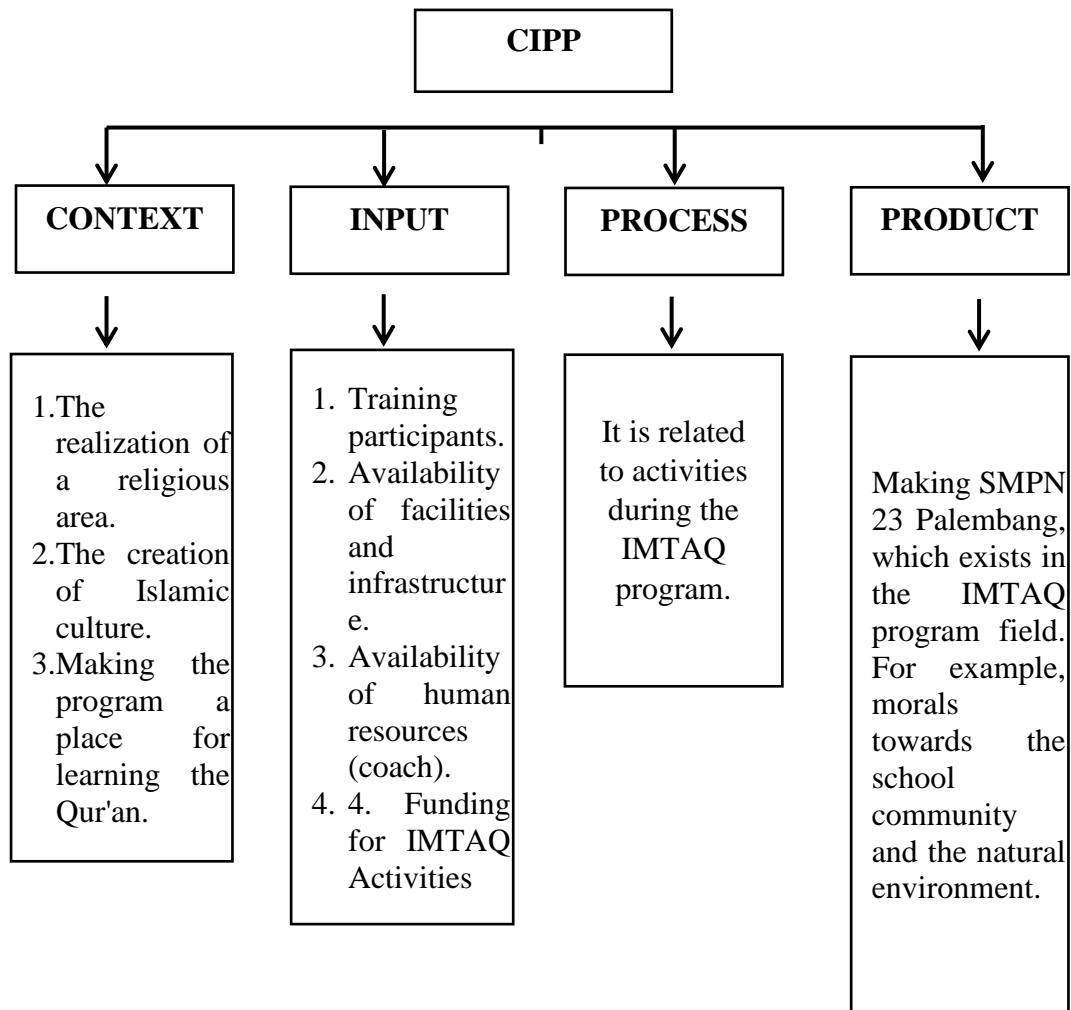 CIPP
CONTEXT
INPUT
PROCESS
PRODUCT
1.The
realization of
a religious
area.
2.The creation
of Islamic
culture.
3.Making the
program a
place for
learning the
Qur'an.
1. Training
participants.
2. Availability
of facilities
and
infrastructur
e.
3. Availability
of human
resources
(coach).
4. 4. Funding
for IMTAQ
Activities
It is related
to activities
during the
IMTAQ
program.
Making SMPN
23 Palembang,
which exists in
the IMTAQ
program field.
For example,
morals
towards the
school
community
and the natural
environment.